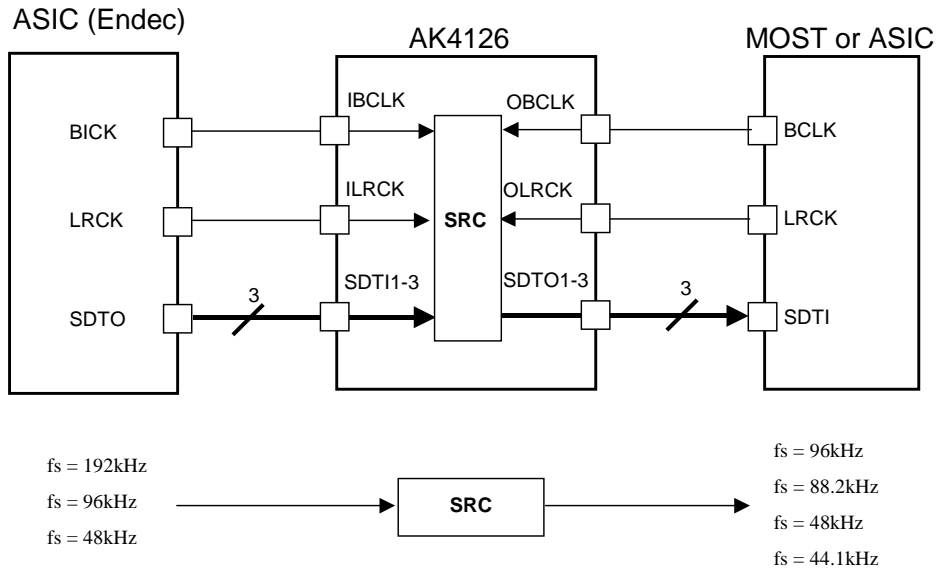 ASIC (Endec)
AK4126
MOST or ASIC
IBCLK
OBCLK
BICK
BCLK
ILRCK
OLRCK
LRCK
SRC
LRCK
SDTI1-3
SDTO1-3
3
3
SDTO
SDTI
fs = 192kHz
fs = 96kHz
fs = 48kHz
SRC
fs = 96kHz
fs = 88.2kHz
fs = 48kHz
fs = 44.1kHz